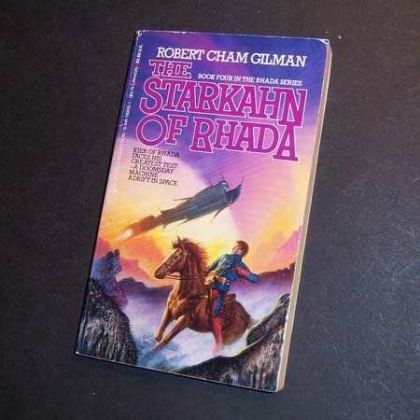 ROBERT CHAM GILMAN
BOOK FOUR IN THE RHADA SERIES
THE
STARKAHN
OF RHADA
KIER OF RHADA
FACES HIS
GREATEST TEST
—A DOOMSDAY
MACHINE
ADRIFT IN SPACE